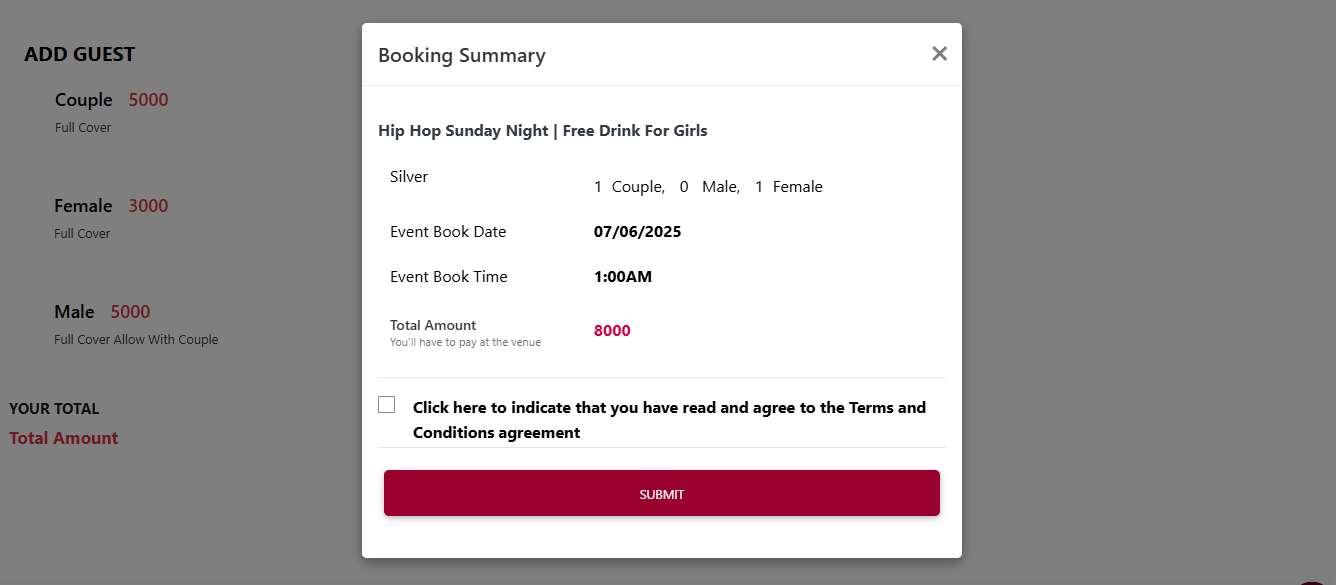 ADD GUEST
Couple 5000
Full Cover
Female 3000
Full Cover
Male 5000
Full Cover Allow With Couple
YOUR TOTAL
Total Amount
Booking Summary
×
Hip Hop Sunday Night | Free Drink For Girls
Silver
1 Couple, 0 Male, 1 Female
Event Book Date 07/06/2025
Event Book Time 1:00AM
Total Amount 8000
You'll have to pay at the venue
Click here to indicate that you have read and agree to the Terms and
Conditions agreement
SUBMIT